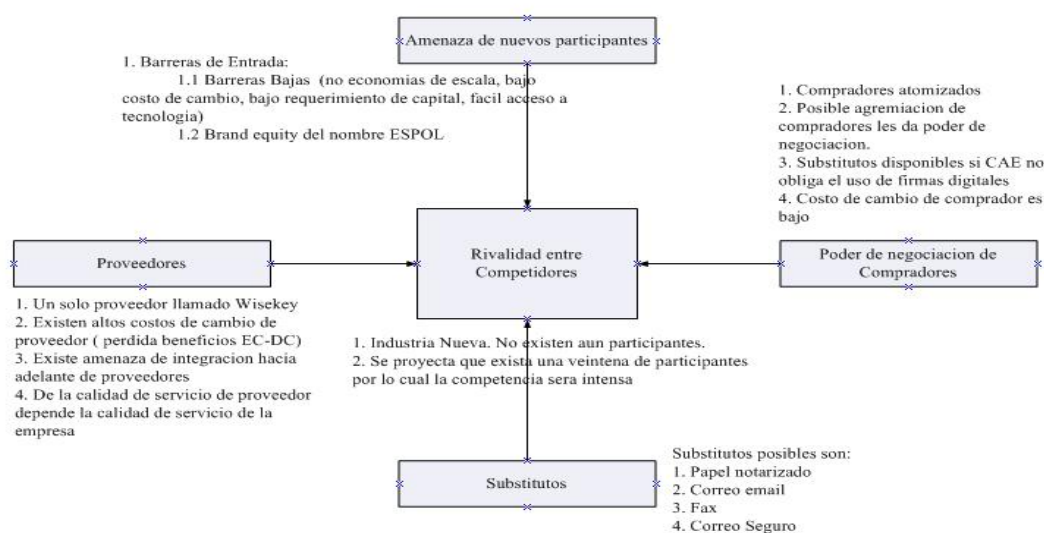 Amenaza de nuevos participantes
1. Barreras de Entrada:
1.1 Barreras Bajas (no economias de escala, bajo
costo de cambio, bajo requerimiento de capital, facil acceso a
tecnologia)
1.2 Brand equity del nombre ESPOL
1. Compradores atomizados
2. Posible agremiacion de
compradores les da poder de
negociacion.
3. Substitutos disponibles si CAE no
obliga el uso de firmas digitales
4. Costo de cambio de comprador es
bajo
Proveedores
Rivalidad entre
Competidores
Poder de negociacion de
Compradores
1. Un solo proveedor llamado Wisekey
2. Existen altos costos de cambio de
proveedor ( perdida beneficios EC-DC)
3. Existe amenaza de integracion hacia
adelante de proveedores
4. De la calidad de servicio de proveedor
depende la calidad de servicio de la
empresa
1. Industria Nueva. No existen aun participantes.
2. Se proyecta que exista una veintena de participantes
por lo cual la competencia sera intensa
Substitutos
Substitutos posibles son:
1. Papel notarizado
2. Correo email
3. Fax
4. Correo Seguro